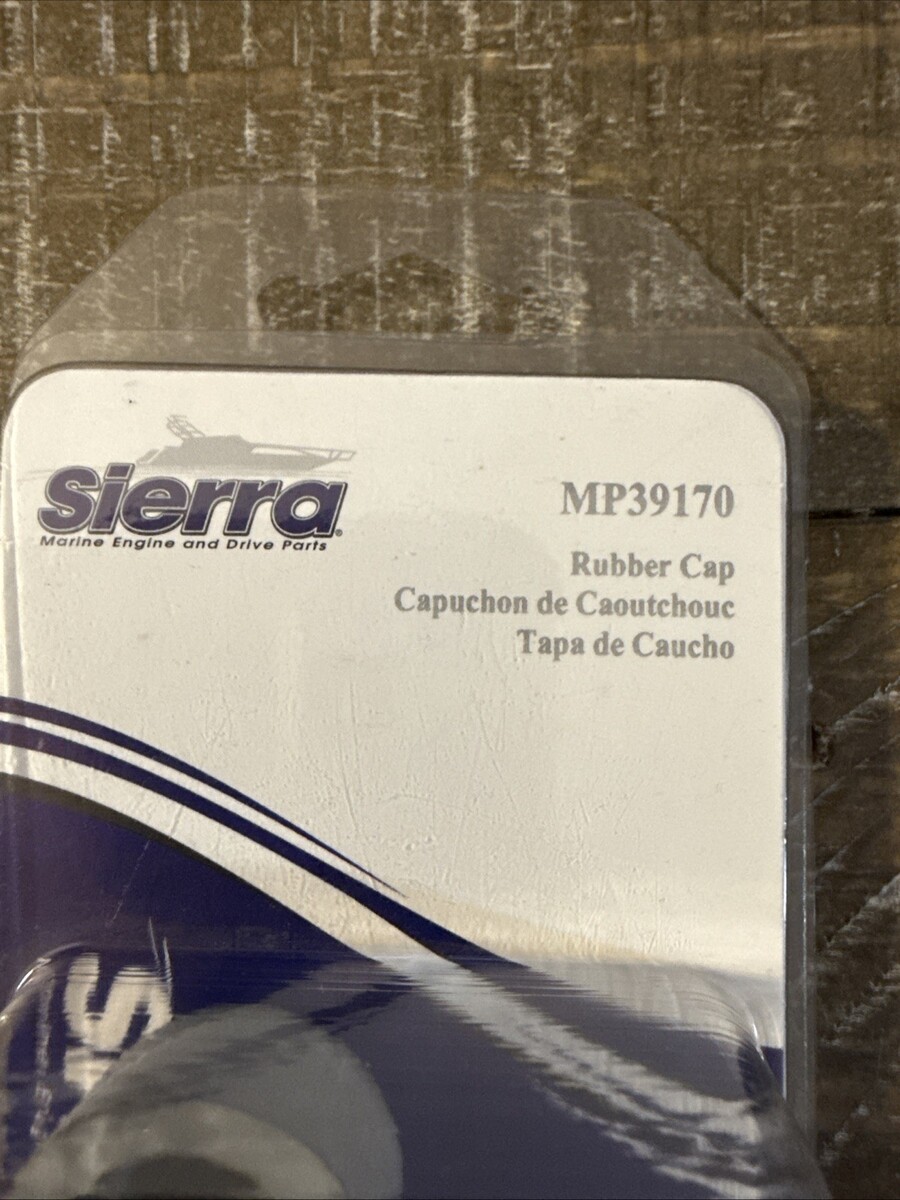 Sierra®
Marine Engine and Drive Parts
MP39170
Rubber Cap
Capuchon de Caoutchouc
Tapa de Caucho